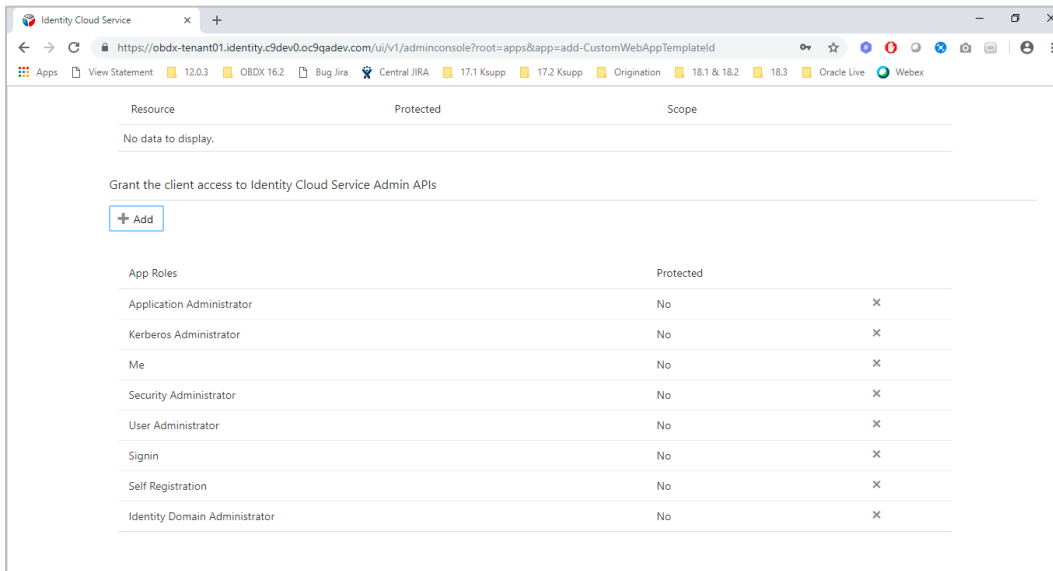 Identity Cloud Service
https://obdx-tenant01.identity.c9dev0.oc9qadev.com/ui/v1/adminconsole?root=apps&app=add-CustomWebAppTemplateId
Apps View Statement 12.0.3 OBDX 16.2 Bug Jira Central JIRA 17.1 Ksupp 17.2 Ksupp Origination 18.1 & 18.2 18.3 Oracle Live Webex
Resource Protected Scope
No data to display.
Grant the client access to Identity Cloud Service Admin APIs
+ Add
App Roles Protected
Application Administrator No
Kerberos Administrator No
Me No
Security Administrator No
User Administrator No
Signin No
Self Registration No
Identity Domain Administrator No